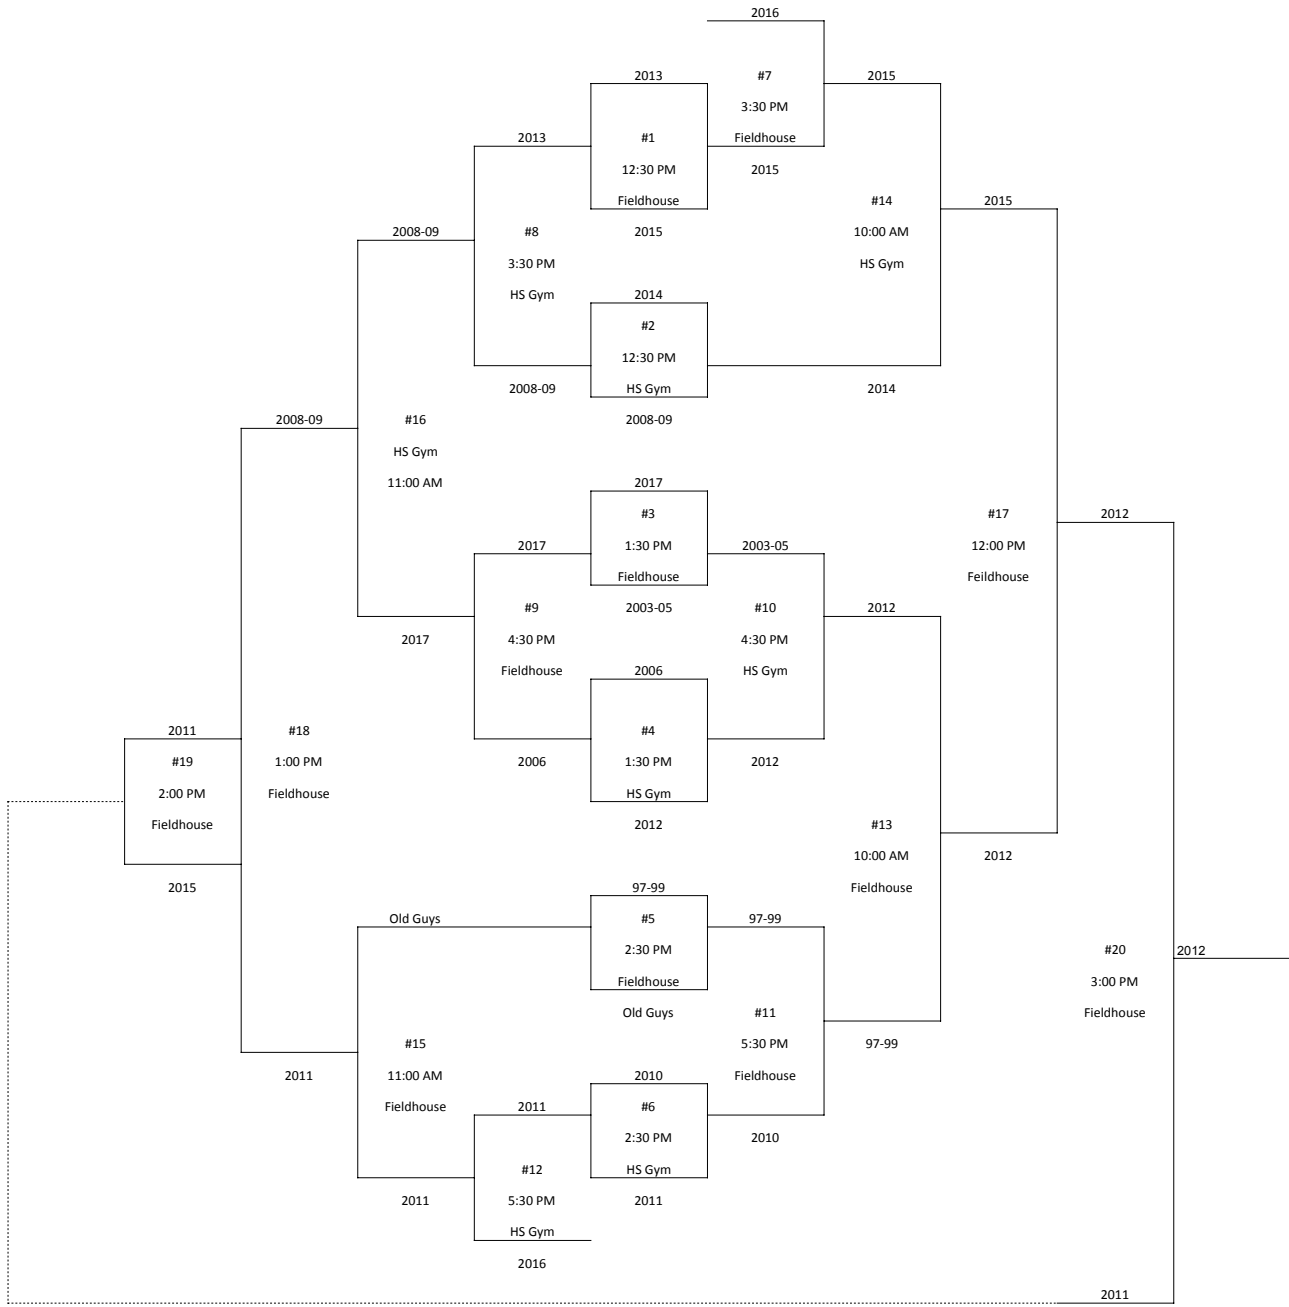 2016
2013
#7
2015
3:30 PM
2013
#1
Fieldhouse
12:30 PM
2015
Fieldhouse
#14
2015
2008-09
#8
2015
10:00 AM
3:30 PM
HS Gym
HS Gym
2014
#2
12:30 PM
2008-09
HS Gym
2014
2008-09
#16
2008-09
HS Gym
11:00 AM
2017
#3
#17
2012
2017
1:30 PM
2003-05
12:00 PM
Fieldhouse
Feildhouse
#9
2003-05
#10
2012
2017
4:30 PM
4:30 PM
Fieldhouse
2006
HS Gym
2011
#18
#4
#19
1:00 PM
2006
1:30 PM
2012
2:00 PM
Fieldhouse
HS Gym
Fieldhouse
2012
#13
10:00 AM
2012
2015
97-99
Fieldhouse
Old Guys
#5
97-99
2:30 PM
#20
2012
Fieldhouse
3:00 PM
Old Guys
#11
Fieldhouse
#15
5:30 PM
97-99
2011
11:00 AM
2010
Fieldhouse
Fieldhouse
2011
#6
2:30 PM
2010
#12
HS Gym
2011
5:30 PM
2011
HS Gym
2016
2011